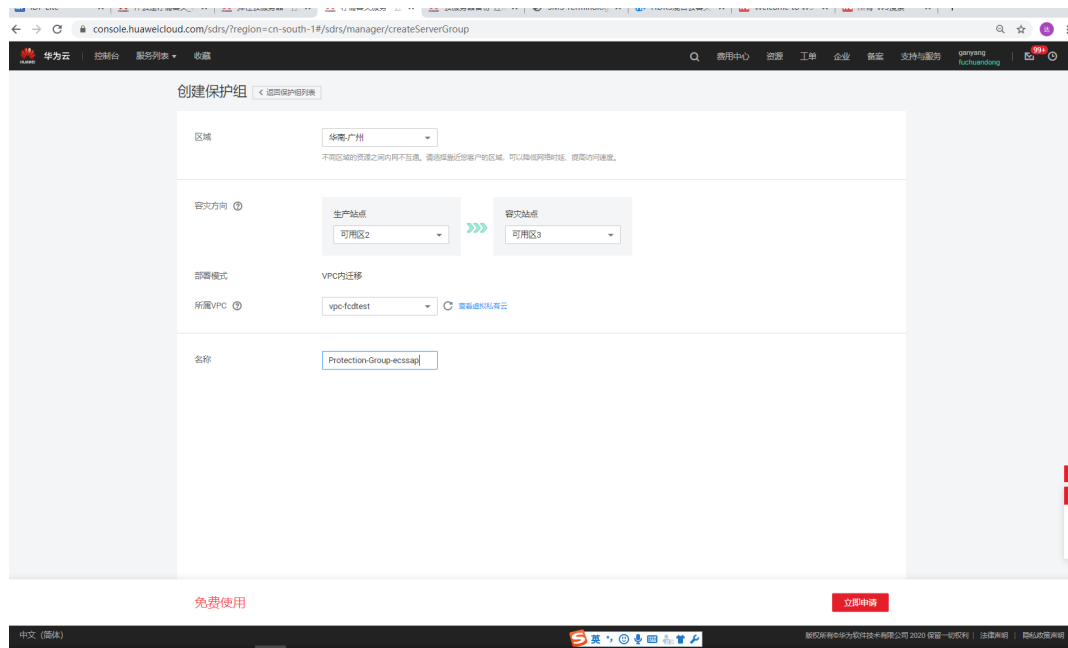 console.huaweicloud.com/sdrs/?region=cn-south-1#/sdrs/manager/createServerGroup
HUAWEI 华为云 控制台 服务列表 收藏 费用中心 资源 工单 企业 备案 支持与服务 ganyang 99+
fuchuandong
创建保护组 < 返回保护组列表
区域 华南-广州
不同区域的资源之间内网不互通。请选择靠近您客户的区域，可以降低网络时延、提高访问速度。
容灾方向 ?
生产站点 容灾站点
可用区2 可用区3
部署模式 VPC内迁移
所属VPC ? vpc-fcdtest 查看虚拟私有云
名称 Protection-Group-ecssap
免费使用 立即申请
中文 (简体) 英 版权所有©华为软件技术有限公司 2020 保留一切权利 | 法律声明 | 隐私政策声明